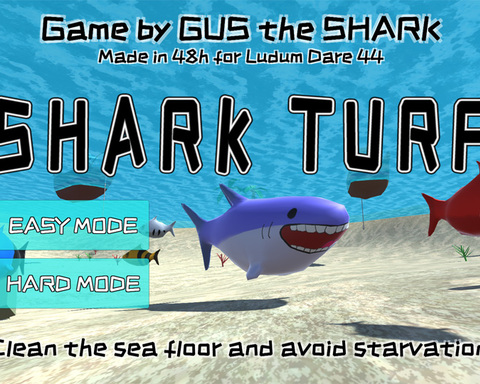 Game by GUS the SHARK
Made in 48h for Ludum Dare 44
SHARK TURF
EASY MODE
HARD MODE
Clean the sea floor and avoid starvation